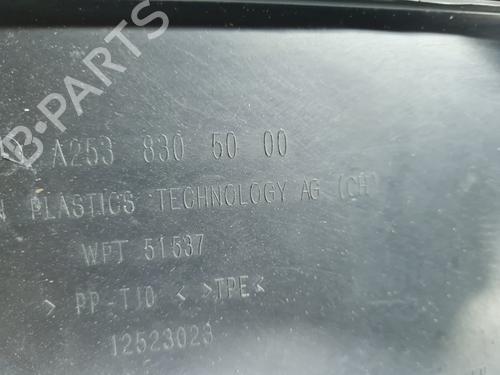 B-PARTS
A253 830 50 00
N PLASTICS TECHNOLOGY AG (CH)
WPT 51537
> PP-T10 < >TPE<
12523023